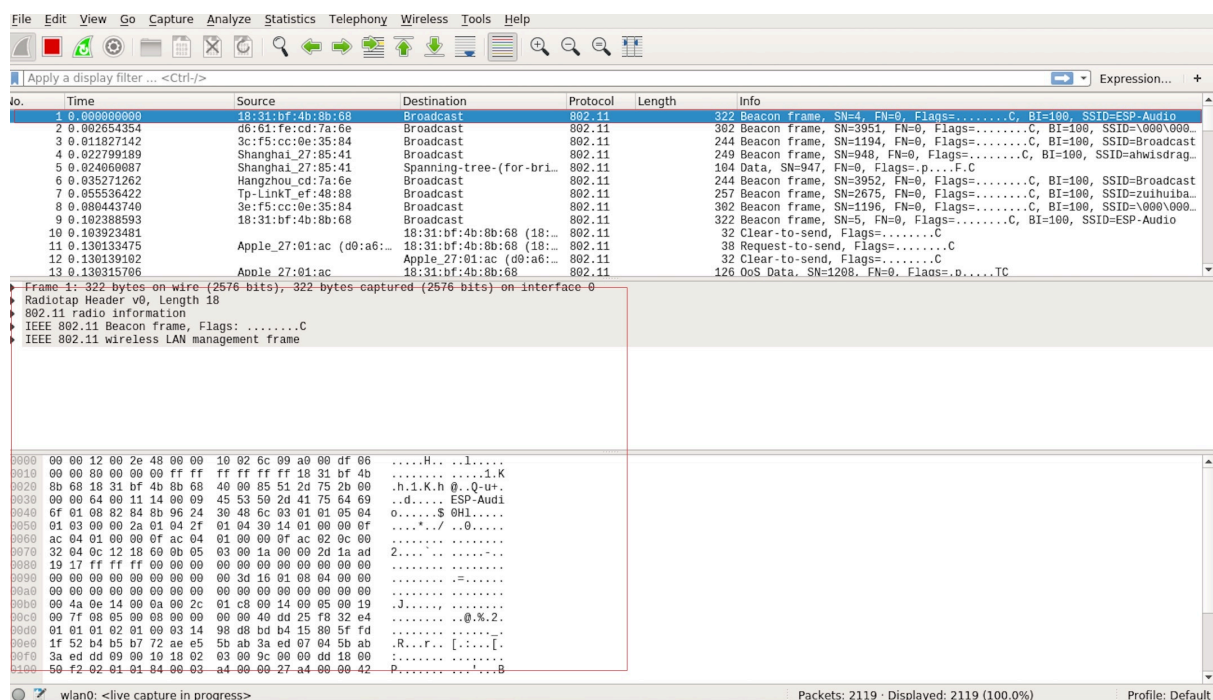 File Edit View Go Capture Analyze Statistics Telephony Wireless Tools Help
Apply a display filter ... <Ctrl-/> Expression... +
No. Time Source Destination Protocol Length Info
1 0.000000000 18:31:bf:4b:8b:68 Broadcast 802.11 322 Beacon frame, SN=4, FN=0, Flags=........C, BI=100, SSID=ESP-Audio
2 0.002654354 d6:61:fe:cd:7a:6e Broadcast 802.11 302 Beacon frame, SN=3951, FN=0, Flags=........C, BI=100, SSID=\000\000…
3 0.011827142 3c:f5:cc:0e:35:84 Broadcast 802.11 244 Beacon frame, SN=1194, FN=0, Flags=........C, BI=100, SSID=Broadcast
4 0.022799189 Shanghai_27:85:41 Broadcast 802.11 249 Beacon frame, SN=948, FN=0, Flags=........C, BI=100, SSID=ahwisdrag…
5 0.024060087 Shanghai_27:85:41 Spanning-tree-(for-bri… 802.11 104 Data, SN=947, FN=0, Flags=.p....F.C
6 0.035271262 Hangzhou_cd:7a:6e Broadcast 802.11 244 Beacon frame, SN=3952, FN=0, Flags=........C, BI=100, SSID=Broadcast
7 0.055536422 Tp-LinkT_ef:48:88 Broadcast 802.11 257 Beacon frame, SN=2675, FN=0, Flags=........C, BI=100, SSID=zuihuiba…
8 0.080443740 3e:f5:cc:0e:35:84 Broadcast 802.11 302 Beacon frame, SN=1196, FN=0, Flags=........C, BI=100, SSID=\000\000…
9 0.102388593 18:31:bf:4b:8b:68 Broadcast 802.11 322 Beacon frame, SN=5, FN=0, Flags=........C, BI=100, SSID=ESP-Audio
10 0.103923481 18:31:bf:4b:8b:68 (18:… 802.11 32 Clear-to-send, Flags=........C
11 0.130133475 Apple_27:01:ac (d0:a6:… 18:31:bf:4b:8b:68 (18:… 802.11 38 Request-to-send, Flags=........C
12 0.130139102 Apple_27:01:ac (d0:a6:… 802.11 32 Clear-to-send, Flags=........C
13 0.130315706 Apple_27:01:ac 18:31:bf:4b:8b:68 802.11 126 QoS Data, SN=1208, FN=0, Flags=.p.....TC
Frame 1: 322 bytes on wire (2576 bits), 322 bytes captured (2576 bits) on interface 0
Radiotap Header v0, Length 18
802.11 radio information
IEEE 802.11 Beacon frame, Flags: ........C
IEEE 802.11 wireless LAN management frame
0000 00 00 12 00 2e 48 00 00 10 02 6c 09 a0 00 df 06 .....H.. ..l.....
0010 00 00 80 00 00 00 ff ff ff ff ff ff 18 31 bf 4b ........ .....1.K
0020 8b 68 18 31 bf 4b 8b 68 40 00 85 51 2d 75 2b 00 .h.1.K.h @..Q-u+.
0030 00 00 64 00 11 14 00 09 45 53 50 2d 41 75 64 69 ..d..... ESP-Audi
0040 6f 01 08 82 84 8b 96 24 30 48 6c 03 01 01 05 04 o......$ 0Hl.....
0050 01 03 00 00 2a 01 04 2f 01 04 30 14 01 00 00 0f ....*../ ..0.....
0060 ac 04 01 00 00 0f ac 04 01 00 00 0f ac 02 0c 00 ........ ........
0070 32 04 0c 12 18 60 0b 05 03 00 1a 00 00 2d 1a ad 2....`.. .....-..
0080 19 17 ff ff ff 00 00 00 00 00 00 00 00 00 00 00 ........ ........
0090 00 00 00 00 00 00 00 00 00 3d 16 01 08 04 00 00 ........ .=......
00a0 00 00 00 00 00 00 00 00 00 00 00 00 00 00 00 00 ........ ........
00b0 00 4a 0e 14 00 0a 00 2c 01 c8 00 14 00 05 00 19 .J....., ........
00c0 00 7f 08 05 00 08 00 00 00 00 40 dd 25 f8 32 e4 ........ ..@.%.2.
00d0 01 01 01 02 01 00 03 14 98 d8 bd b4 15 80 5f fd ........ ......_.
00e0 1f 52 b4 b5 b7 72 ae e5 5b ab 3a ed 07 04 5b ab .R...r.. [.:...[.
00f0 3a ed dd 09 00 10 18 02 03 00 9c 00 00 dd 18 00 :....... ........
0100 50 f2 02 01 01 84 00 03 a4 00 00 27 a4 00 00 42 P....... ...'...B
wlan0: <live capture in progress> Packets: 2119 · Displayed: 2119 (100.0%) Profile: Default